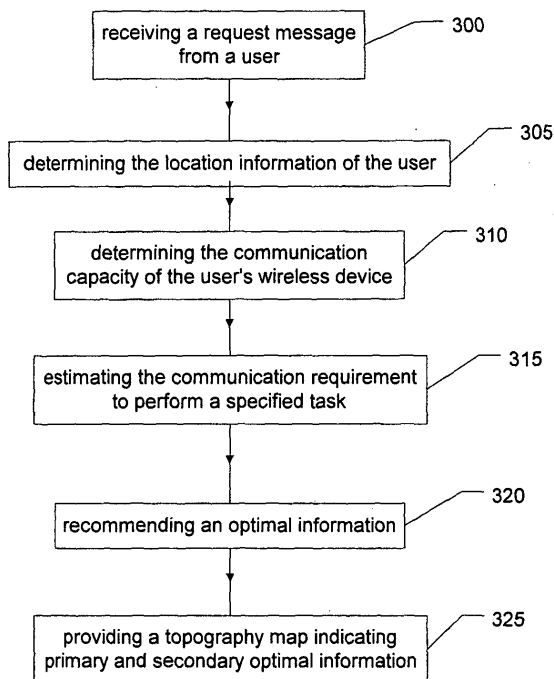 receiving a request message
from a user
300
305
determining the location information of the user
310
determining the communication
capacity of the user's wireless device
315
estimating the communication requirement
to perform a specified task
320
recommending an optimal information
325
providing a topography map indicating
primary and secondary optimal information